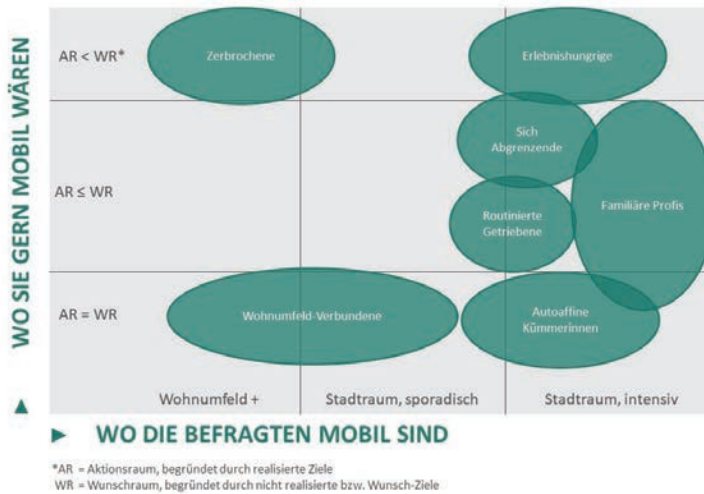 WO SIE GERN MOBIL WÄREN
AR < WR*
Zerbrochene
Erlebnishungrige
Sich
Abgrenzende
AR ≤ WR
Familiäre Profis
Routinierte
Getriebene
AR = WR
Wohnumfeld-Verbundene
Autoaffine
Kümmerinnen
Wohnumfeld +
Stadtraum, sporadisch
Stadtraum, intensiv
WO DIE BEFRAGTEN MOBIL SIND
*AR = Aktionsraum, begründet durch realisierte Ziele
WR = Wunschraum, begründet durch nicht realisierte bzw. Wunsch-Ziele